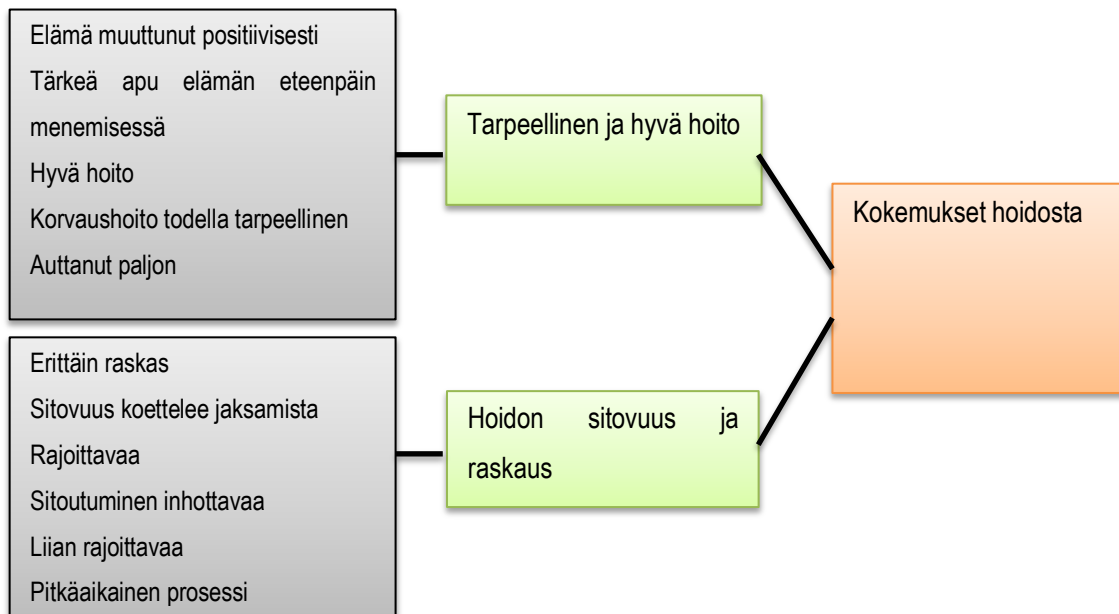 Elämä muuttunut positiivisesti
Tärkeä apu elämän eteenpäin
menemisessä
Hyvä hoito
Korvaushoito todella tarpeellinen
Auttanut paljon
Tarpeellinen ja hyvä hoito
Kokemukset hoidosta
Erittäin raskas
Sitovuus koettelee jaksamista
Rajoittavaa
Sitoutuminen inhottavaa
Liian rajoittavaa
Pitkäaikainen prosessi
Hoidon sitovuus ja
raskaus